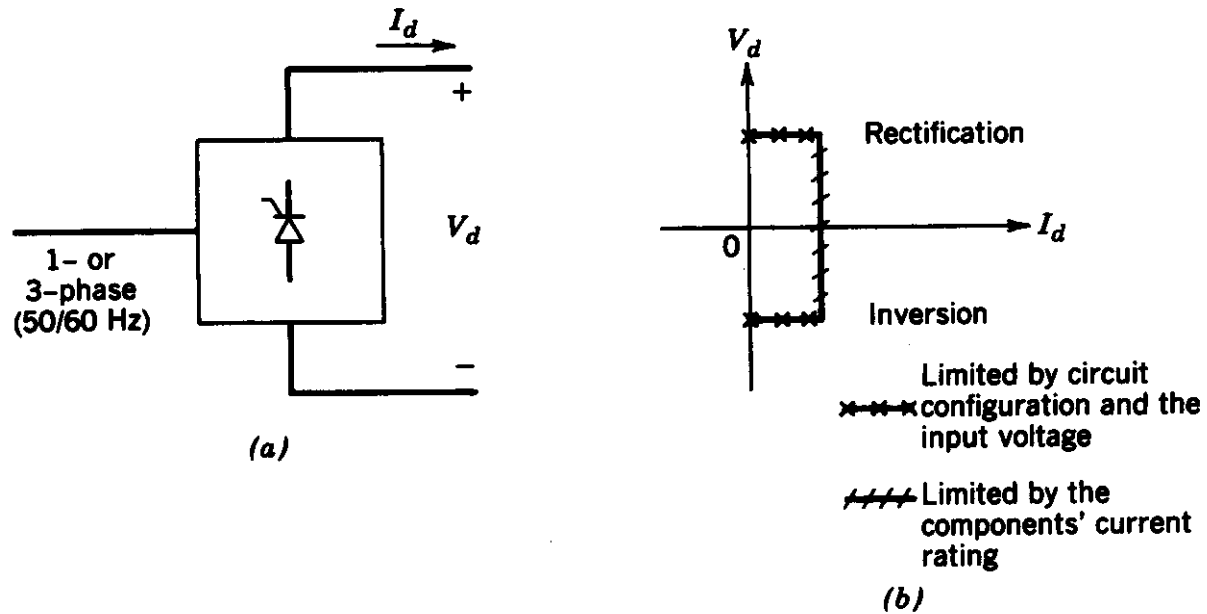 I_d
+
V_d
1- or
3-phase
(50/60 Hz)
−
(a)
V_d
Rectification
I_d
0
Inversion
Limited by circuit
configuration and the
input voltage
Limited by the
components' current
rating
(b)